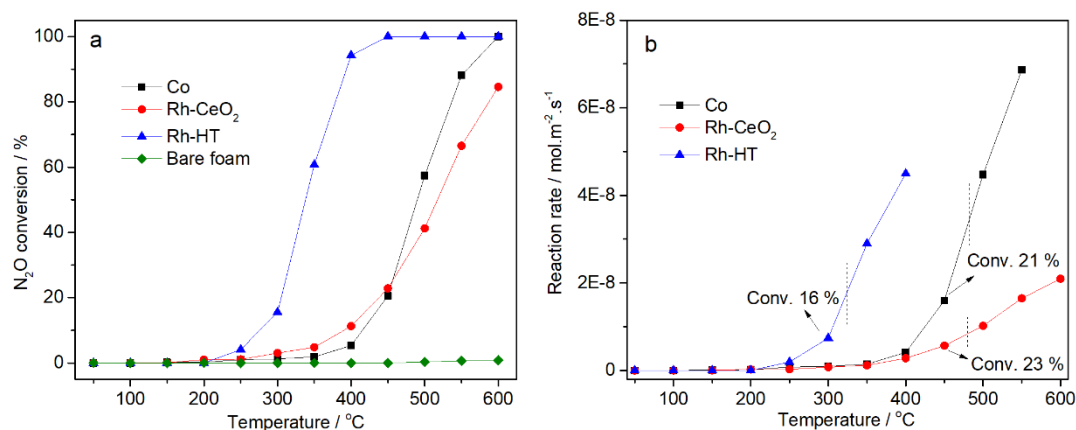 a
N₂O conversion / %
100
80
60
40
20
0
Co
Rh-CeO₂
Rh-HT
Bare foam
100 200 300 400 500 600
Temperature / °C
b
Reaction rate / mol.m⁻².s⁻¹
8E-8
6E-8
4E-8
2E-8
0
Co
Rh-CeO₂
Rh-HT
Conv. 16 %
Conv. 21 %
Conv. 23 %
100 200 300 400 500 600
Temperature / °C